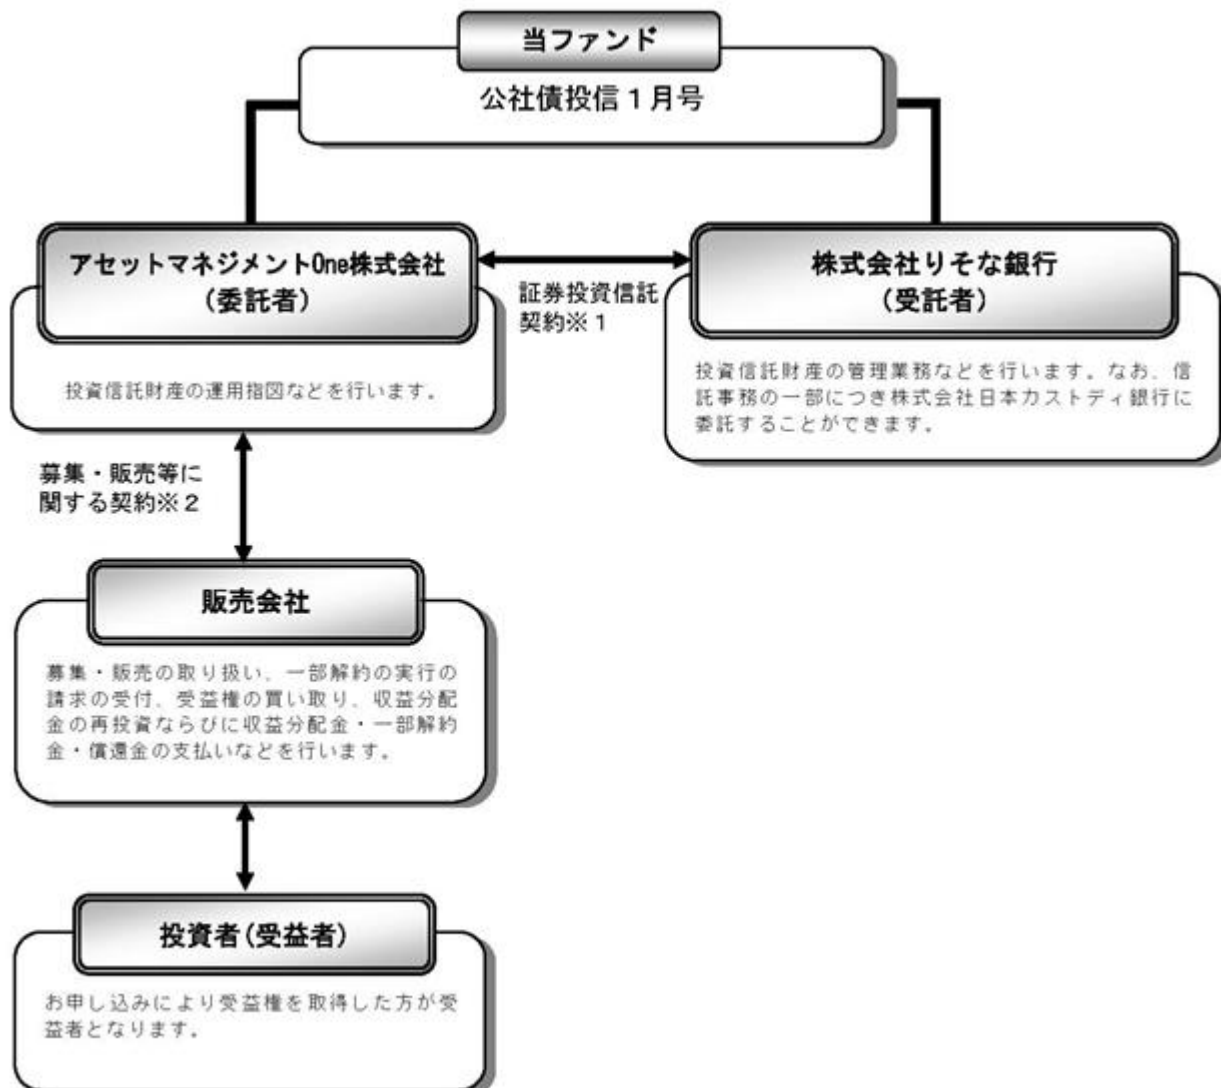 当ファンド
公社債投信１月号
アセットマネジメントOne株式会社
（委託者）
投資信託財産の運用指図などを行います。
証券投資信託
契約※１
株式会社りそな銀行
（受託者）
投資信託財産の管理業務などを行います。なお、信
託事務の一部につき株式会社日本カストディ銀行に
委託することができます。
募集・販売等に
関する契約※２
販売会社
募集・販売の取り扱い、一部解約の実行の
請求の受付、受益権の買い取り、収益分配
金の再投資ならびに収益分配金・一部解約
金・償還金の支払いなどを行います。
投資者(受益者)
お申し込みにより受益権を取得した方が受
益者となります。